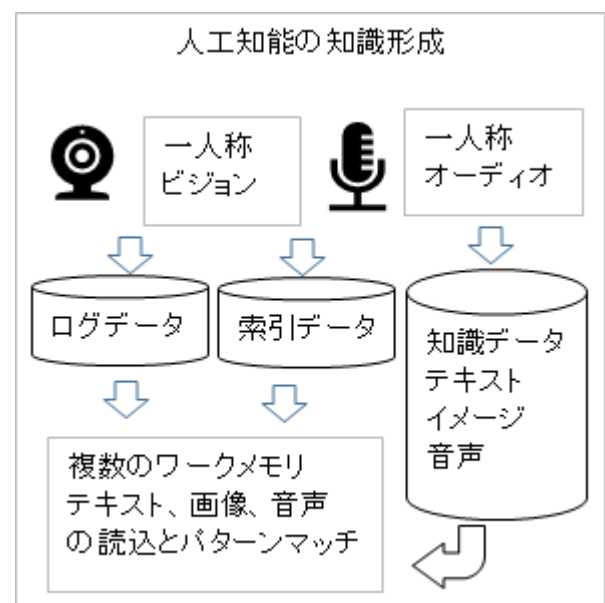 人工知能の知識形成
一人称
ビジョン
一人称
オーディオ
ログデータ
索引データ
知識データ
テキスト
イメージ
音声
複数のワークメモリ
テキスト、画像、音声
の読込とパターンマッチ